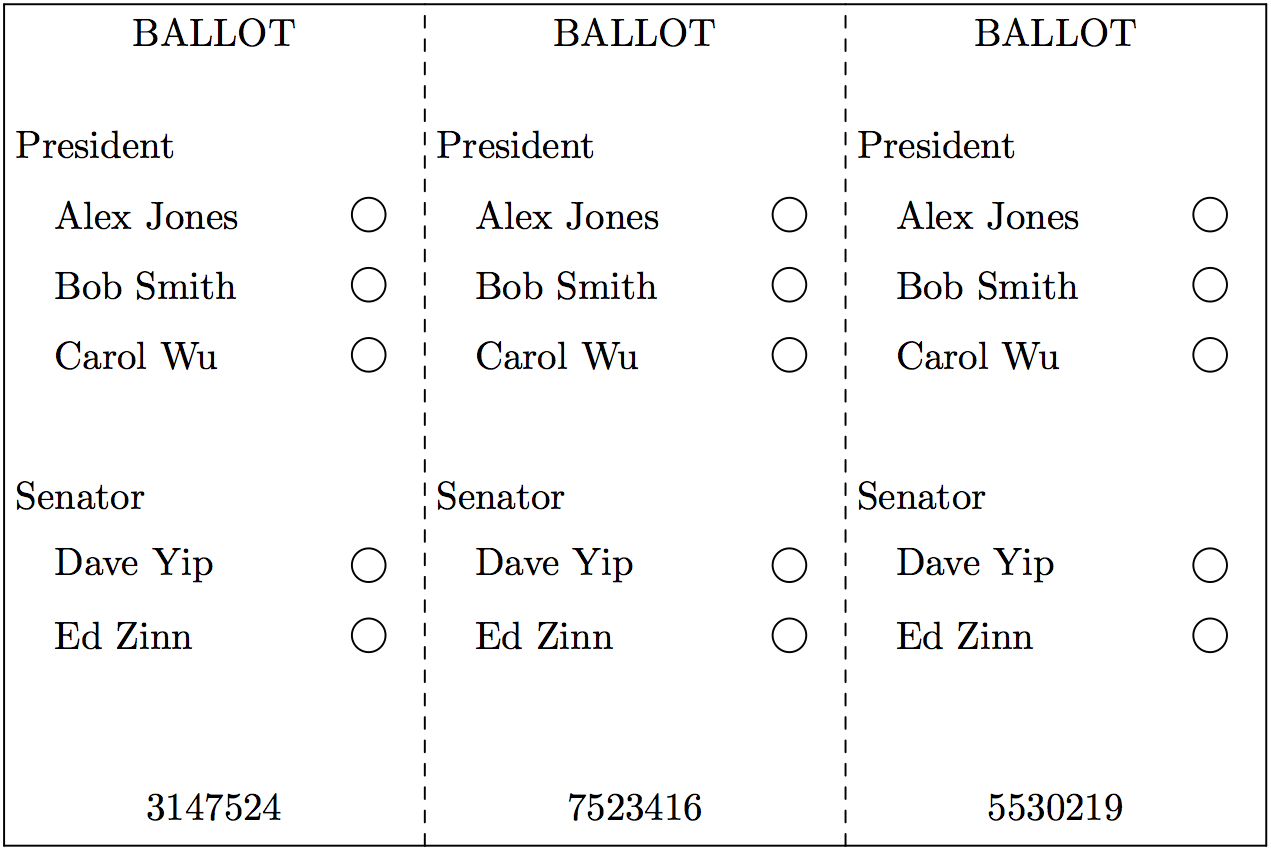 BALLOT
President
Alex Jones
Bob Smith
Carol Wu
Senator
Dave Yip
Ed Zinn
3147524
BALLOT
President
Alex Jones
Bob Smith
Carol Wu
Senator
Dave Yip
Ed Zinn
7523416
BALLOT
President
Alex Jones
Bob Smith
Carol Wu
Senator
Dave Yip
Ed Zinn
5530219